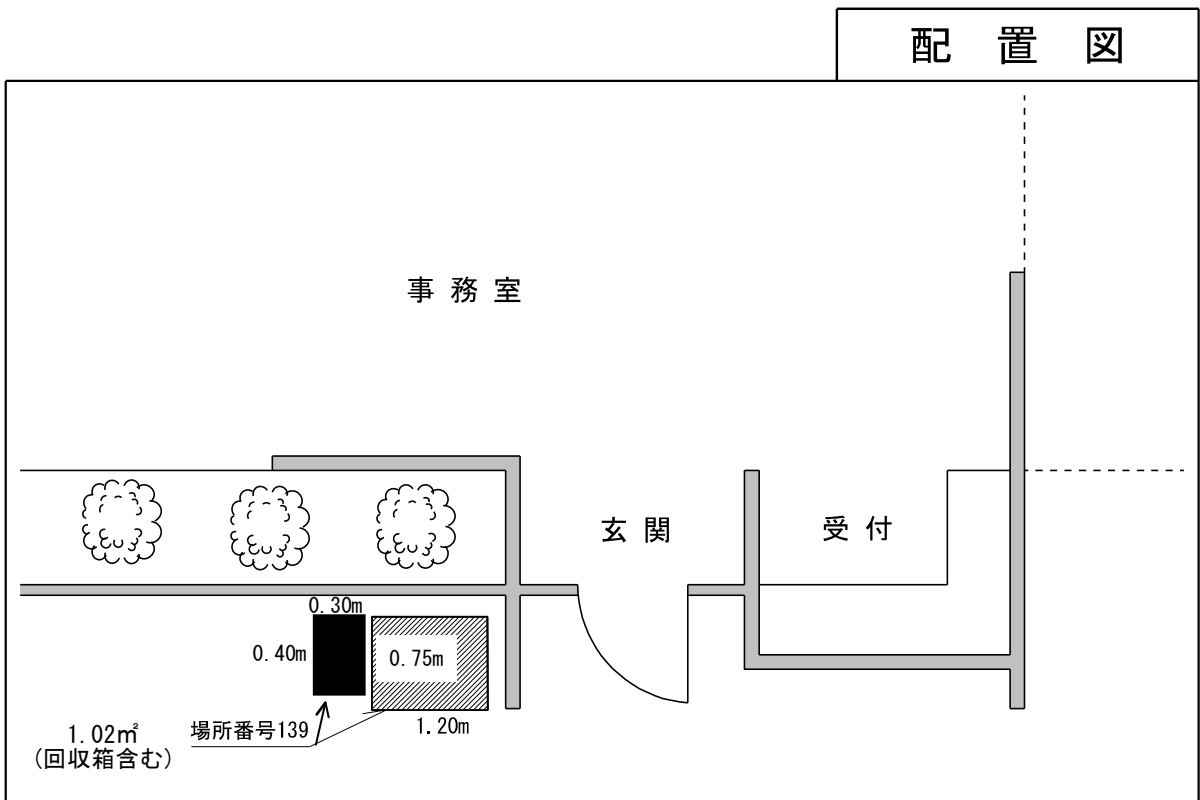 配置図
事務室
玄関
受付
0.30m
0.40m
0.75m
1.20m
場所番号139
1.02㎡
(回収箱含む)